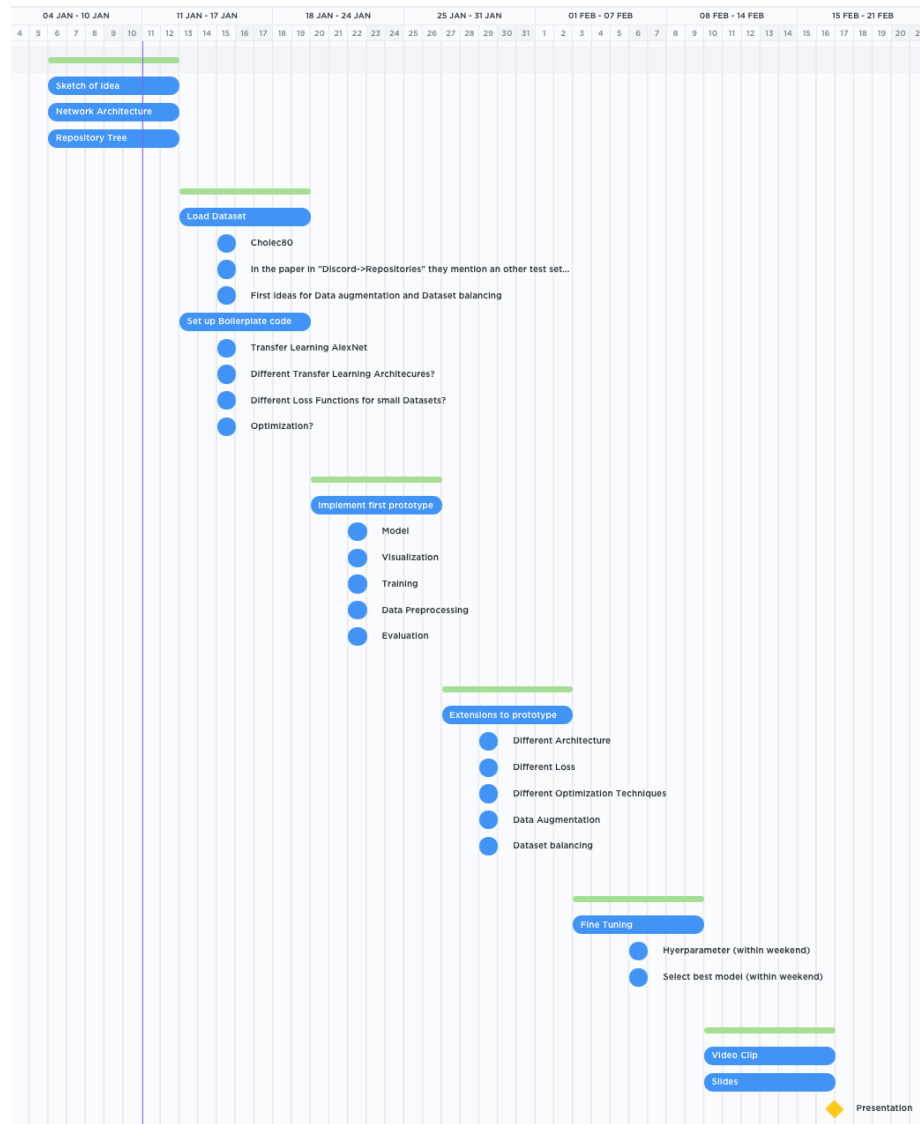 04 JAN - 10 JAN 11 JAN - 17 JAN 18 JAN - 24 JAN 25 JAN - 31 JAN 01 FEB - 07 FEB 08 FEB - 14 FEB 15 FEB - 21 FEB
4 5 6 7 8 9 10 11 12 13 14 15 16 17 18 19 20 21 22 23 24 25 26 27 28 29 30 31 1 2 3 4 5 6 7 8 9 10 11 12 13 14 15 16 17 18 19 20 2
Sketch of Idea
Network Architecture
Repository Tree
Load Dataset
Cholec80
In the paper in "Discord->Repositories" they mention an other test set...
First ideas for Data augmentation and Dataset balancing
Set up Boilerplate code
Transfer Learning AlexNet
Different Transfer Learning Architecures?
Different Loss Functions for small Datasets?
Optimization?
Implement first prototype
Model
Visualization
Training
Data Preprocessing
Evaluation
Extensions to prototype
Different Architecture
Different Loss
Different Optimization Techniques
Data Augmentation
Dataset balancing
Fine Tuning
Hyerparameter (within weekend)
Select best model (within weekend)
Video Clip
Slides
Presentation